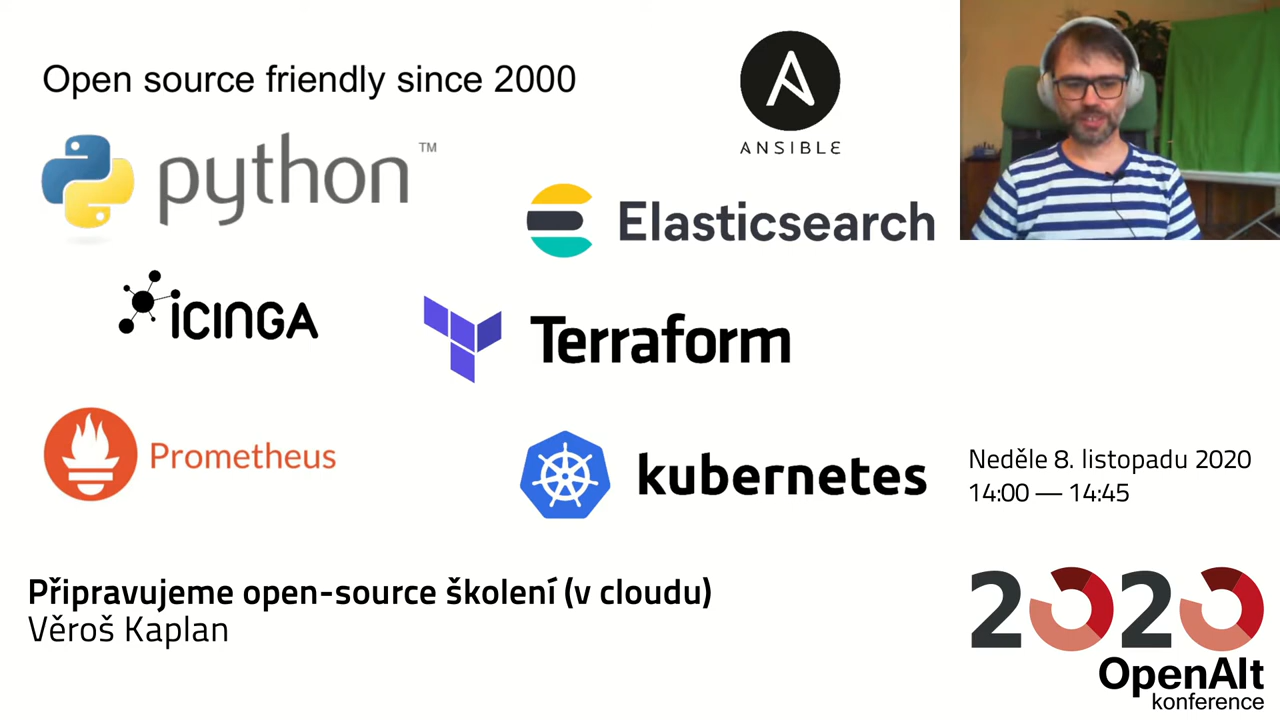 Open source friendly since 2000
ANSIBLE
python™
Elasticsearch
ICINGA
Terraform
Prometheus
kubernetes
Neděle 8. listopadu 2020
14:00 — 14:45
Připravujeme open-source školení (v cloudu)
Věroš Kaplan
2020
OpenAlt
konference